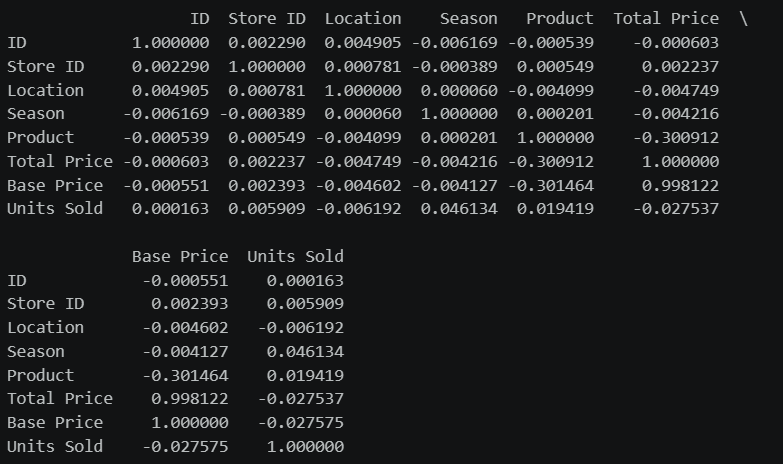 ID Store ID Location Season Product Total Price \
ID 1.000000 0.002290 0.004905 -0.006169 -0.000539 -0.000603
Store ID 0.002290 1.000000 0.000781 -0.000389 0.000549 0.002237
Location 0.004905 0.000781 1.000000 0.000060 -0.004099 -0.004749
Season -0.006169 -0.000389 0.000060 1.000000 0.000201 -0.004216
Product -0.000539 0.000549 -0.004099 0.000201 1.000000 -0.300912
Total Price -0.000603 0.002237 -0.004749 -0.004216 -0.300912 1.000000
Base Price -0.000551 0.002393 -0.004602 -0.004127 -0.301464 0.998122
Units Sold 0.000163 0.005909 -0.006192 0.046134 0.019419 -0.027537
Base Price Units Sold
ID -0.000551 0.000163
Store ID 0.002393 0.005909
Location -0.004602 -0.006192
Season -0.004127 0.046134
Product -0.301464 0.019419
Total Price 0.998122 -0.027537
Base Price 1.000000 -0.027575
Units Sold -0.027575 1.000000